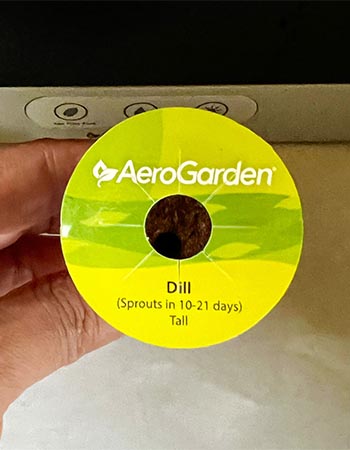 AeroGarden®
Dill
(Sprouts in 10-21 days)
Tall